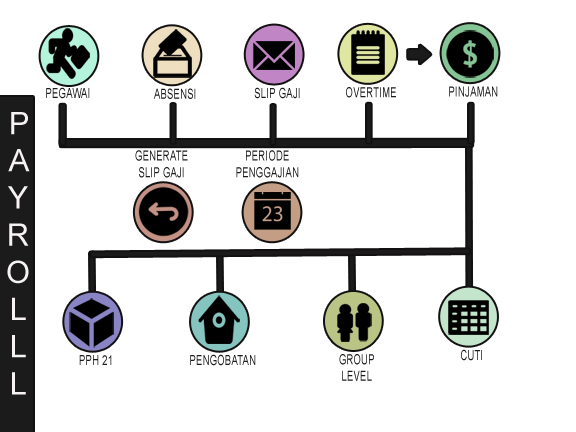 PEGAWAI
ABSENSI
SLIP GAJI
OVERTIME
$
PINJAMAN
GENERATE
SLIP GAJI
PERIODE
PENGGAJIAN
23
PPH 21
PENGOBATAN
GROUP
LEVEL
CUTI
PAYROLLL